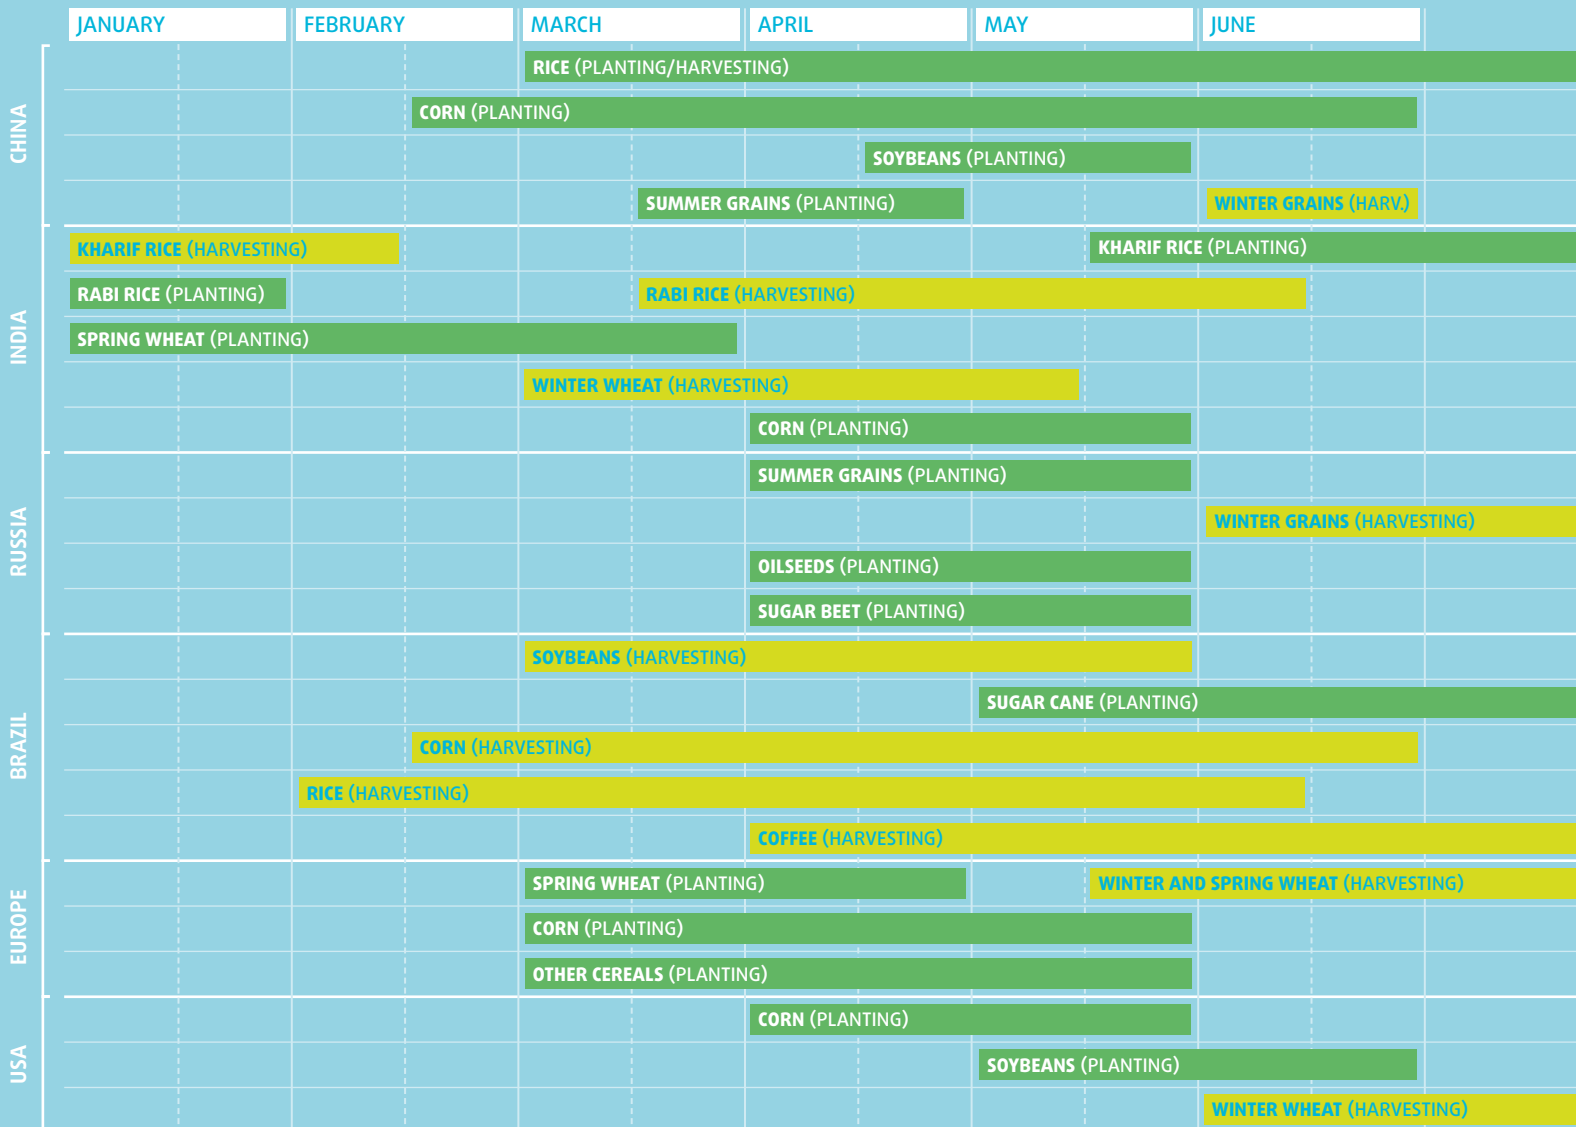 JANUARY FEBRUARY MARCH APRIL MAY JUNE
CHINA
RICE (PLANTING/HARVESTING)
CORN (PLANTING)
SOYBEANS (PLANTING)
SUMMER GRAINS (PLANTING) WINTER GRAINS (HARV.)
INDIA
KHARIF RICE (HARVESTING) KHARIF RICE (PLANTING)
RABI RICE (PLANTING) RABI RICE (HARVESTING)
SPRING WHEAT (PLANTING)
WINTER WHEAT (HARVESTING)
CORN (PLANTING)
RUSSIA
SUMMER GRAINS (PLANTING)
WINTER GRAINS (HARVESTING)
OILSEEDS (PLANTING)
SUGAR BEET (PLANTING)
BRAZIL
SOYBEANS (HARVESTING)
SUGAR CANE (PLANTING)
CORN (HARVESTING)
RICE (HARVESTING)
COFFEE (HARVESTING)
EUROPE
SPRING WHEAT (PLANTING) WINTER AND SPRING WHEAT (HARVESTING)
CORN (PLANTING)
OTHER CEREALS (PLANTING)
USA
CORN (PLANTING)
SOYBEANS (PLANTING)
WINTER WHEAT (HARVESTING)